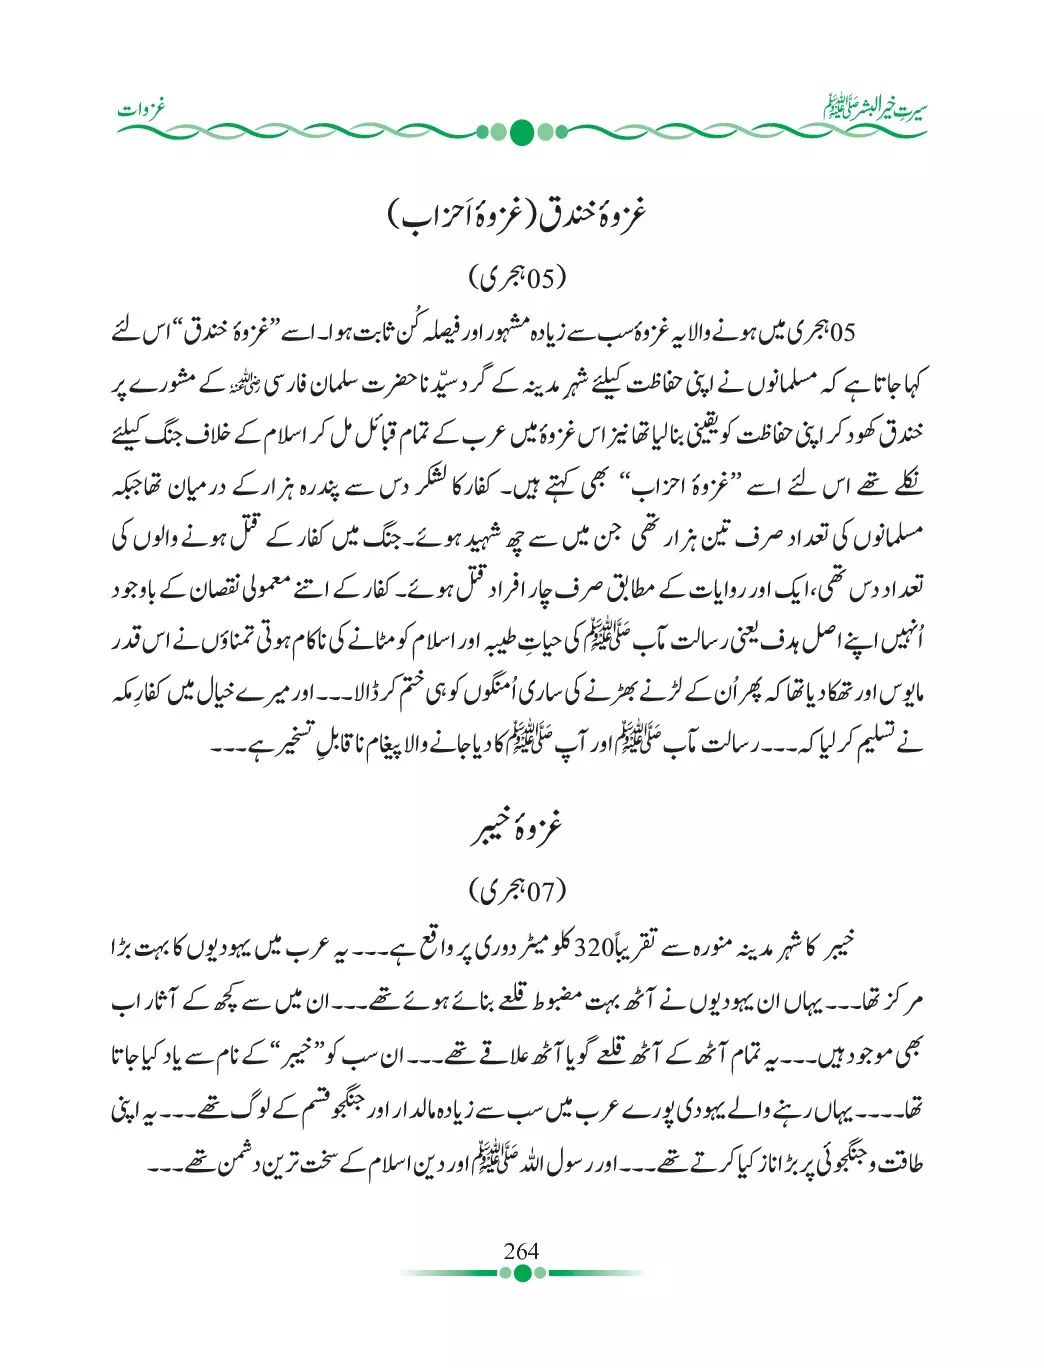 سیرتِ خیرالبشر ﷺ
غزوات
غزوۂ خندق (غزوۂ اَحزاب)
(05 ہجری)
05 ہجری میں ہونے والا یہ غزوۂ سب سے زیادہ مشہور اور فیصلہ کُن ثابت ہوا۔ اسے ”غزوۂ خندق“ اس لئے
کہا جاتا ہے کہ مسلمانوں نے اپنی حفاظت کیلئے شہرِ مدینہ کے گرد سیّدنا حضرت سلمان فارسی رضی اللہ عنہ کے مشورے پر
خندق کھود کر اپنی حفاظت کو یقینی بنا لیا تھا نیز اس غزوۂ میں عرب کے تمام قبائل مل کر اسلام کے خلاف جنگ کیلئے
نکلے تھے اس لئے اسے ”غزوۂ احزاب“ بھی کہتے ہیں۔ کفار کا لشکر دس سے پندرہ ہزار کے درمیان تھا جبکہ
مسلمانوں کی تعداد صرف تین ہزار تھی جن میں سے چھ شہید ہوئے۔ جنگ میں کفار کے قتل ہونے والوں کی
تعداد دس تھی، ایک اور روایات کے مطابق صرف چار افراد قتل ہوئے۔ کفار کے اتنے معمولی نقصان کے باوجود
اُنہیں اپنے اصل ہدف یعنی رسالت مآب ﷺ کی حیاتِ طیبہ اور اسلام کو مٹانے کی ناکام ہوتی تمناؤں نے اس قدر
مایوس اور تھکا دیا تھا کہ پھر اُن کے لڑنے بھڑنے کی ساری اُمنگوں کو ہی ختم کر ڈالا۔۔۔ اور میرے خیال میں کفارِ مکہ
نے تسلیم کر لیا کہ۔۔۔ رسالت مآب ﷺ اور آپ ﷺ کا دیا جانے والا پیغام ناقابلِ تسخیر ہے۔۔۔
غزوۂ خیبر
(07 ہجری)
خیبر کا شہر مدینہ منورہ سے تقریباً 320 کلومیٹر دوری پر واقع ہے۔۔۔ یہ عرب میں یہودیوں کا بہت بڑا
مرکز تھا۔۔۔ یہاں ان یہودیوں نے آٹھ بہت مضبوط قلعے بنائے ہوئے تھے۔۔۔ ان میں سے کچھ کے آثار اب
بھی موجود ہیں۔۔۔ یہ تمام آٹھ کے آٹھ قلعے گویا آٹھ علاقے تھے۔۔۔ ان سب کو ”خیبر“ کے نام سے یاد کیا جاتا
تھا۔۔۔۔ یہاں رہنے والے یہودی پورے عرب میں سب سے زیادہ مالدار اور جنگجو قسم کے لوگ تھے۔۔۔ یہ اپنی
طاقت و جنگجوئی پر بڑا ناز کیا کرتے تھے۔۔۔ اور رسول اللہ ﷺ اور دین اسلام کے سخت ترین دشمن تھے۔۔۔
264